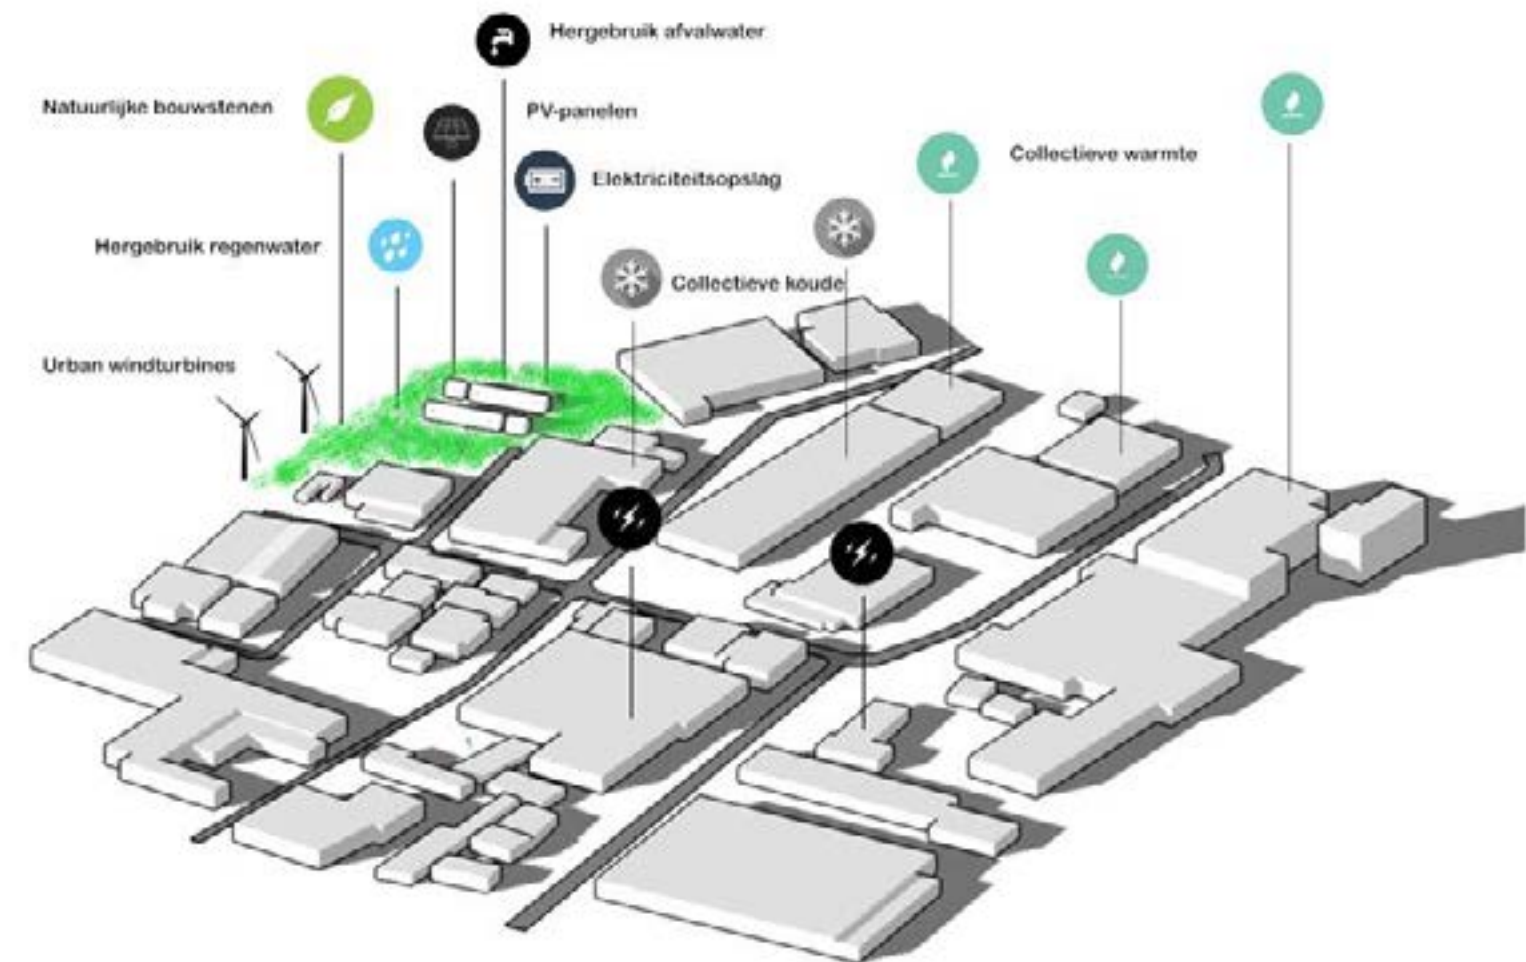 Hergebruik afvalwater
Natuurlijke bouwstenen
PV-panelen
Collectieve warmte
Elektriciteitsopslag
Hergebruik regenwater
Collectieve koude
Urban windturbines